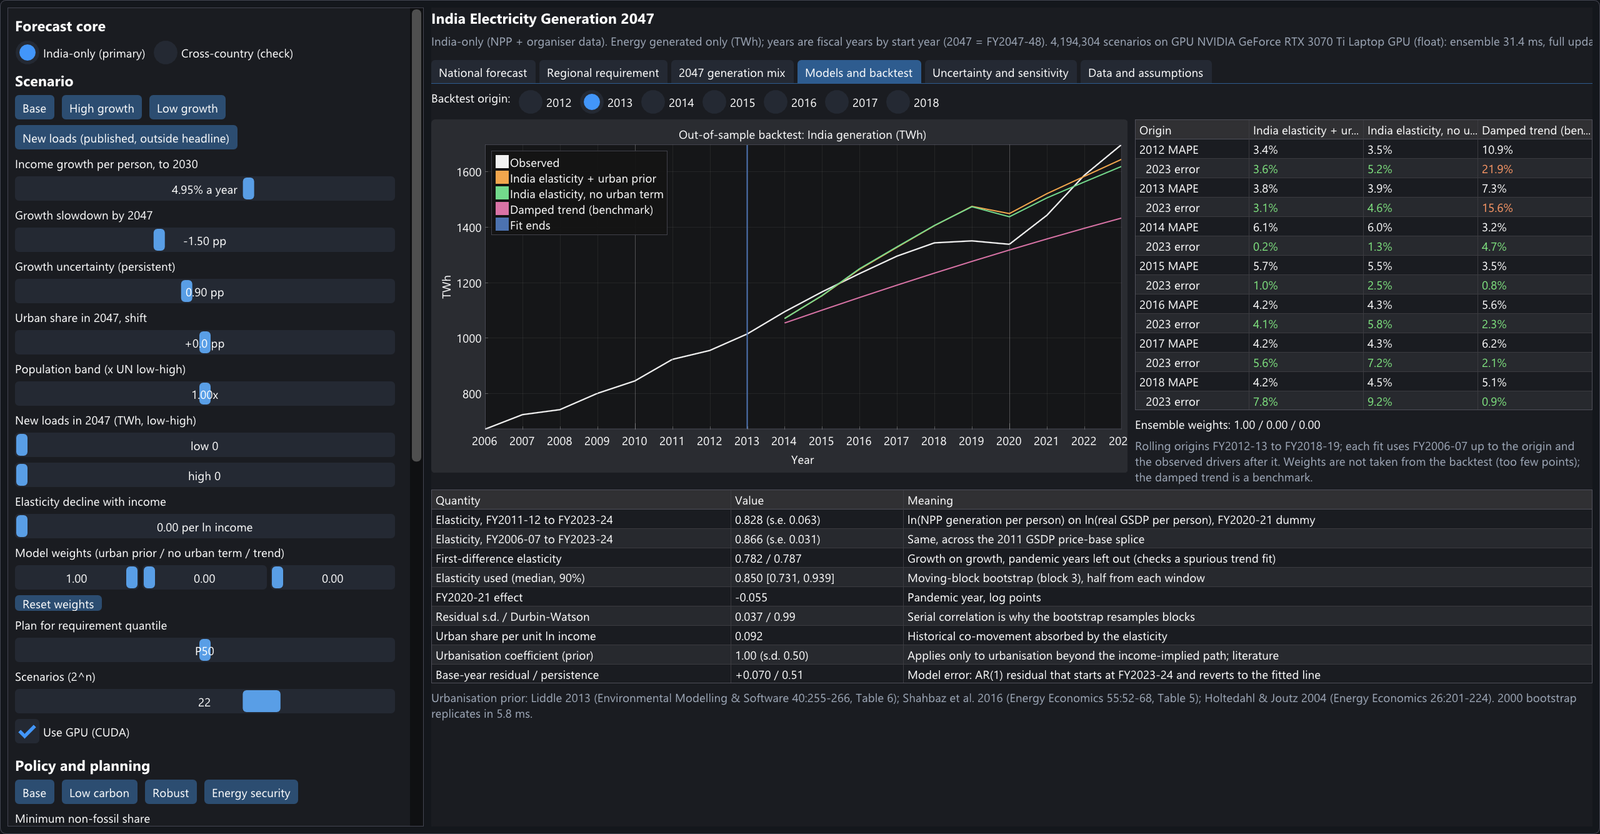 Forecast core
India-only (primary)
Cross-country (check)
Scenario
Base
High growth
Low growth
New loads (published, outside headline)
Income growth per person, to 2030
4.95% a year
Growth slowdown by 2047
-1.50 pp
Growth uncertainty (persistent)
0.90 pp
Urban share in 2047, shift
+0.0 pp
Population band (x UN low-high)
1.00x
New loads in 2047 (TWh, low-high)
low 0
high 0
Elasticity decline with income
0.00 per ln income
Model weights (urban prior / no urban term / trend)
1.00 0.00 0.00
Reset weights
Plan for requirement quantile
P50
Scenarios (2^n)
22
Use GPU (CUDA)
Policy and planning
Base
Low carbon
Robust
Energy security
Minimum non-fossil share
India Electricity Generation 2047
India-only (NPP + organiser data). Energy generated only (TWh); years are fiscal years by start year (2047 = FY2047-48). 4,194,304 scenarios on GPU NVIDIA GeForce RTX 3070 Ti Laptop GPU (float): ensemble 31.4 ms, full upda
National forecast
Regional requirement
2047 generation mix
Models and backtest
Uncertainty and sensitivity
Data and assumptions
Backtest origin: 2012 2013 2014 2015 2016 2017 2018
Out-of-sample backtest: India generation (TWh)
Observed
India elasticity + urban prior
India elasticity, no urban term
Damped trend (benchmark)
Fit ends
1600
1400
1200
1000
800
TWh
2006 2007 2008 2009 2010 2011 2012 2013 2014 2015 2016 2017 2018 2019 2020 2021 2022 202
Year
Origin India elasticity + ur... India elasticity, no u... Damped trend (ben...
2012 MAPE 3.4% 3.5% 10.9%
2023 error 3.6% 5.2% 21.9%
2013 MAPE 3.8% 3.9% 7.3%
2023 error 3.1% 4.6% 15.6%
2014 MAPE 6.1% 6.0% 3.2%
2023 error 0.2% 1.3% 4.7%
2015 MAPE 5.7% 5.5% 3.5%
2023 error 1.0% 2.5% 0.8%
2016 MAPE 4.2% 4.3% 5.6%
2023 error 4.1% 5.8% 2.3%
2017 MAPE 4.2% 4.3% 6.2%
2023 error 5.6% 7.2% 2.1%
2018 MAPE 4.2% 4.5% 5.1%
2023 error 7.8% 9.2% 0.9%
Ensemble weights: 1.00 / 0.00 / 0.00
Rolling origins FY2012-13 to FY2018-19; each fit uses FY2006-07 up to the origin and
the observed drivers after it. Weights are not taken from the backtest (too few points);
the damped trend is a benchmark.
Quantity Value Meaning
Elasticity, FY2011-12 to FY2023-24 0.828 (s.e. 0.063) ln(NPP generation per person) on ln(real GSDP per person), FY2020-21 dummy
Elasticity, FY2006-07 to FY2023-24 0.866 (s.e. 0.031) Same, across the 2011 GSDP price-base splice
First-difference elasticity 0.782 / 0.787 Growth on growth, pandemic years left out (checks a spurious trend fit)
Elasticity used (median, 90%) 0.850 [0.731, 0.939] Moving-block bootstrap (block 3), half from each window
FY2020-21 effect -0.055 Pandemic year, log points
Residual s.d. / Durbin-Watson 0.037 / 0.99 Serial correlation is why the bootstrap resamples blocks
Urban share per unit ln income 0.092 Historical co-movement absorbed by the elasticity
Urbanisation coefficient (prior) 1.00 (s.d. 0.50) Applies only to urbanisation beyond the income-implied path; literature
Base-year residual / persistence +0.070 / 0.51 Model error: AR(1) residual that starts at FY2023-24 and reverts to the fitted line
Urbanisation prior: Liddle 2013 (Environmental Modelling & Software 40:255-266, Table 6); Shahbaz et al. 2016 (Energy Economics 55:52-68, Table 5); Holtedahl & Joutz 2004 (Energy Economics 26:201-224). 2000 bootstrap
replicates in 5.8 ms.